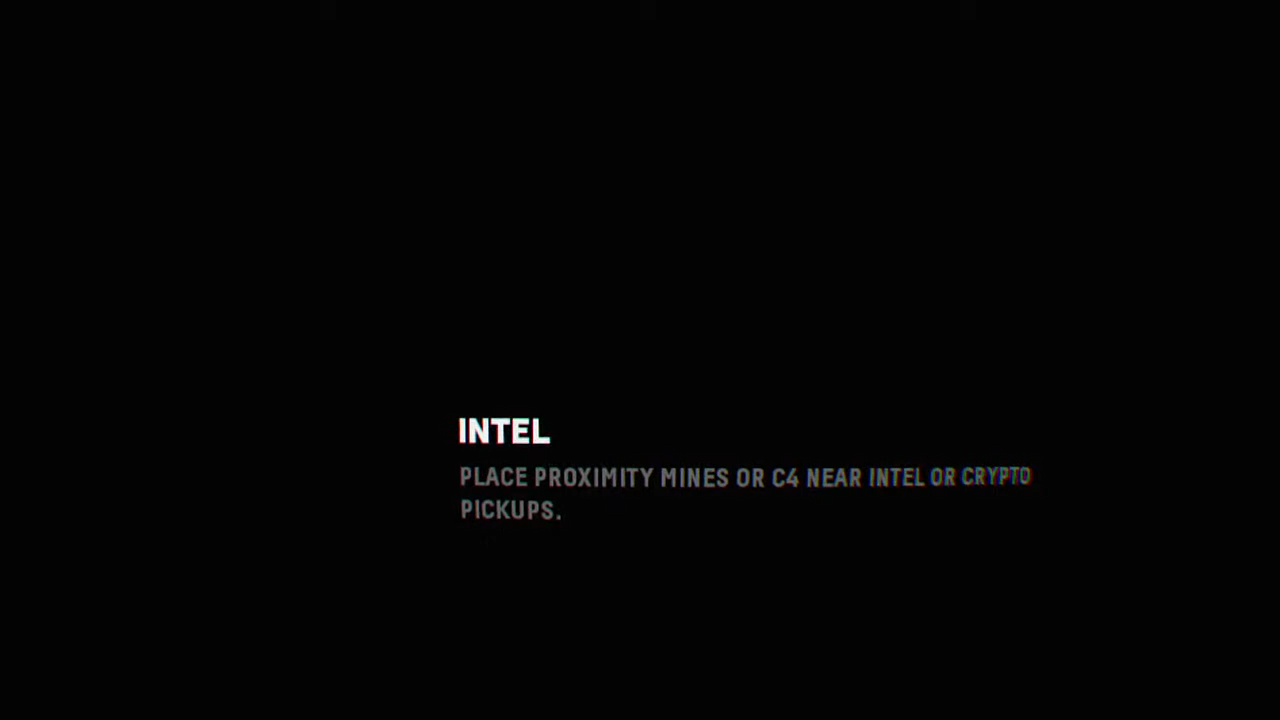 INTEL
PLACE PROXIMITY MINES OR C4 NEAR INTEL OR CRYPTO
PICKUPS.